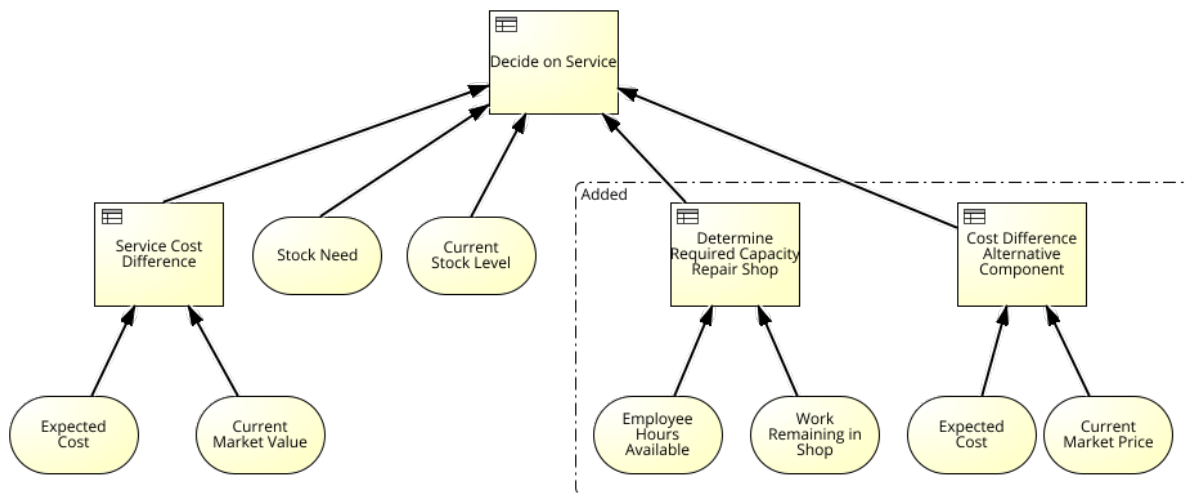 Decide on Service
Added
Service Cost
Difference
Stock Need
Current
Stock Level
Determine
Required Capacity
Repair Shop
Cost Difference
Alternative
Component
Expected
Cost
Current
Market Value
Employee
Hours
Available
Work
Remaining in
Shop
Expected
Cost
Current
Market Price